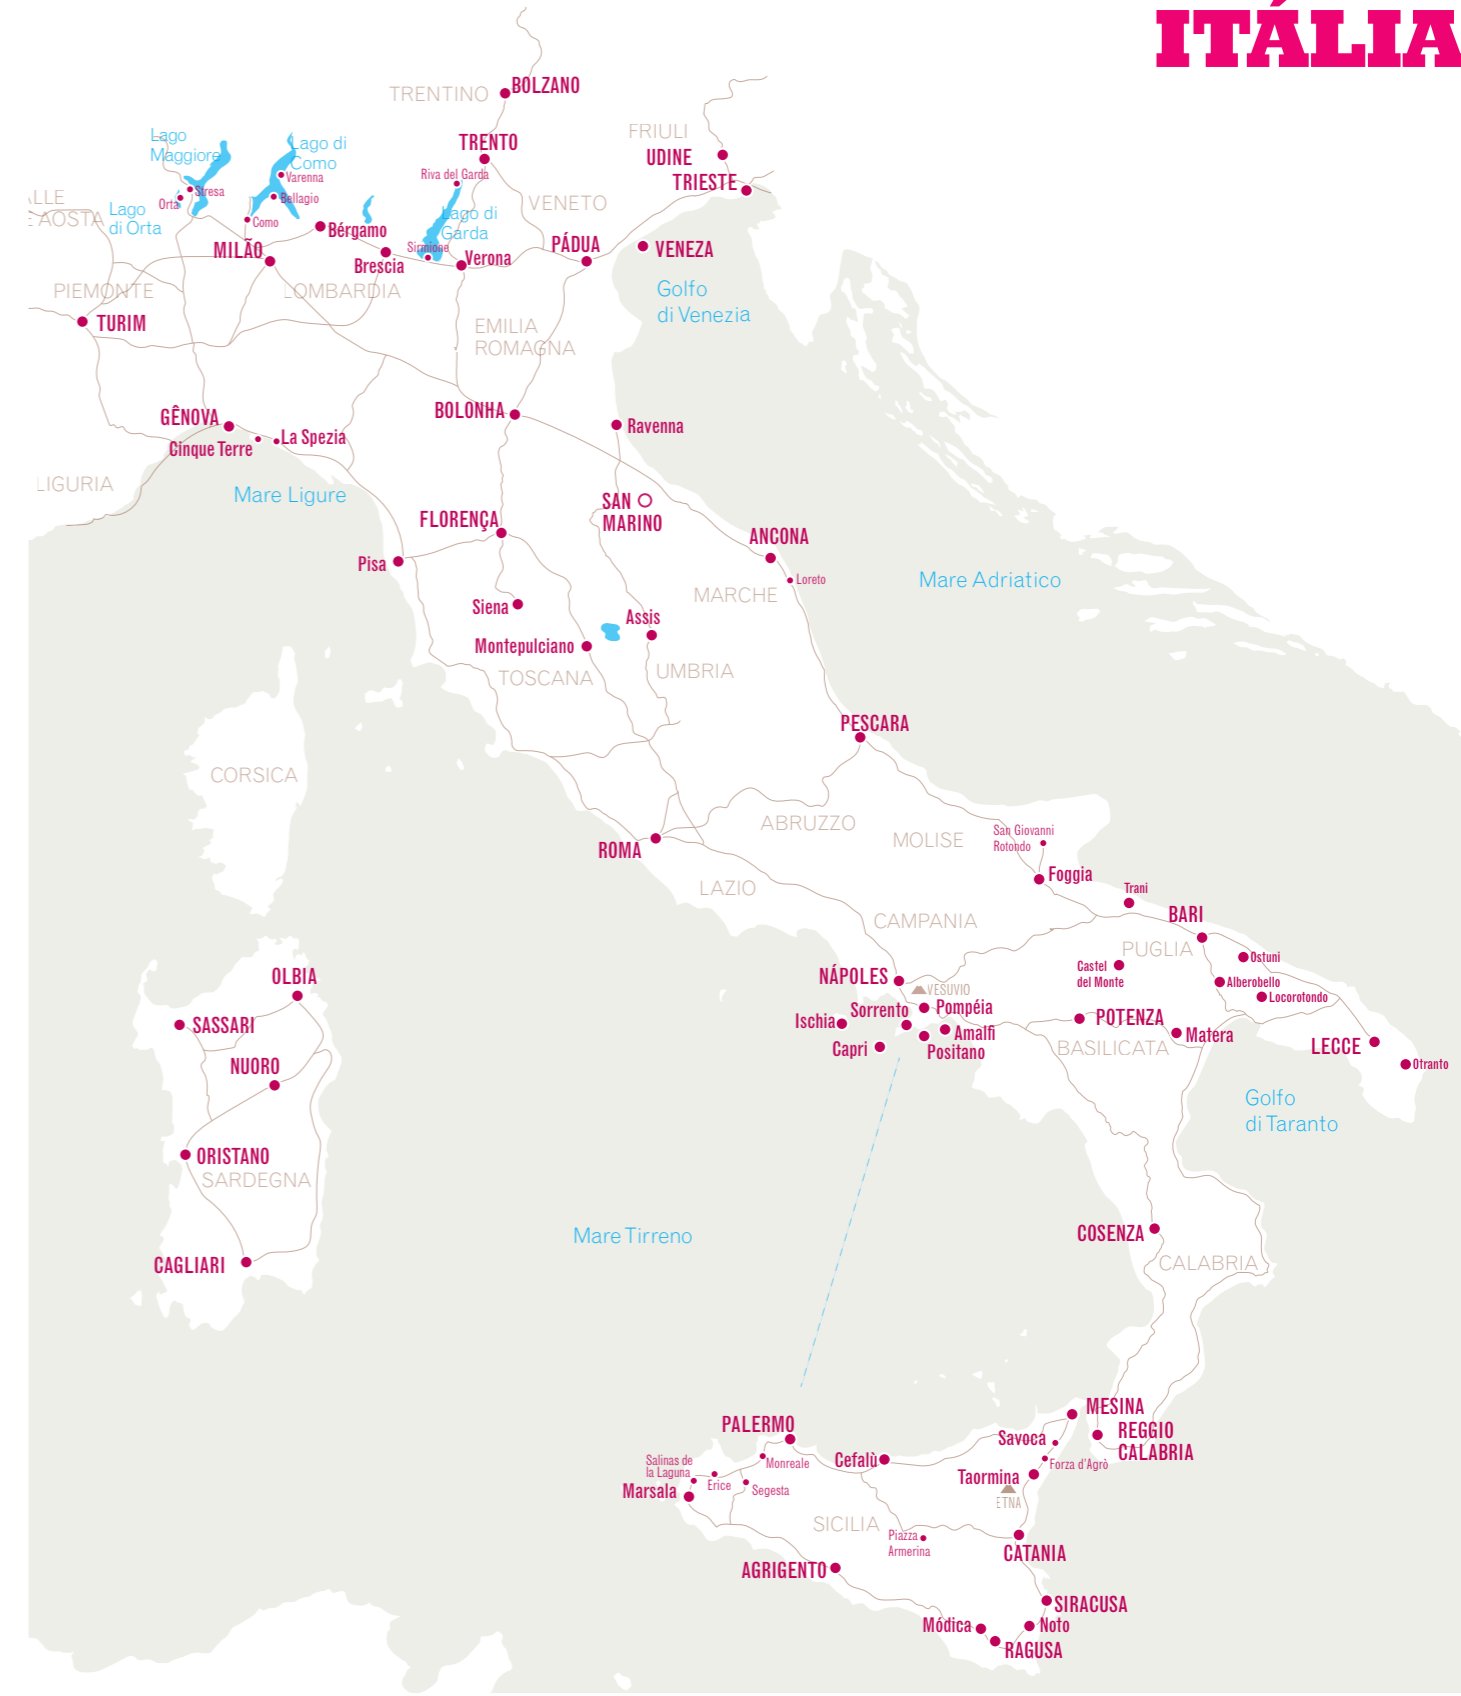 ITÁLIA
BOLZANO
TRENTINO
FRIULI
Lago
Maggiore
Lago di
Como
TRENTO
UDINE
Varenna
Riva del Garda
TRIESTE
Stresa
Orta
Bellagio
VENETO
AOSTA
Lago
di Orta
Como
Lago di
Garda
Bérgamo
MILÃO
Sirmione
PÁDUA
VENEZA
Brescia
Verona
PIEMONTE
LOMBARDIA
Golfo
di Venezia
TURIM
EMILIA
ROMAGNA
GÊNOVA
BOLONHA
Ravenna
La Spezia
Cinque Terre
LIGURIA
Mare Ligure
SAN
MARINO
FLORENÇA
ANCONA
Pisa
Loreto
Mare Adriatico
MARCHE
Siena
Assis
Montepulciano
UMBRIA
TOSCANA
PESCARA
CORSICA
ABRUZZO
San Giovanni
Rotondo
MOLISE
ROMA
Foggia
LAZIO
Trani
BARI
CAMPANIA
PUGLIA
Ostuni
Castel
del Monte
OLBIA
NÁPOLES
Alberobello
VESUVIO
Locorotondo
Pompéia
Sorrento
Ischia
SASSARI
POTENZA
Amalfi
Matera
Capri
Positano
BASILICATA
LECCE
Otranto
NUORO
Golfo
di Taranto
ORISTANO
SARDEGNA
Mare Tirreno
COSENZA
CAGLIARI
CALABRIA
MESINA
PALERMO
REGGIO
CALABRIA
Savoca
Cefalù
Salinas de
la Laguna
Monreale
Forza d'Agrò
Taormina
Erice
Segesta
Marsala
ETNA
SICILIA
Piazza
Armerina
CATANIA
AGRIGENTO
SIRACUSA
Módica
Noto
RAGUSA